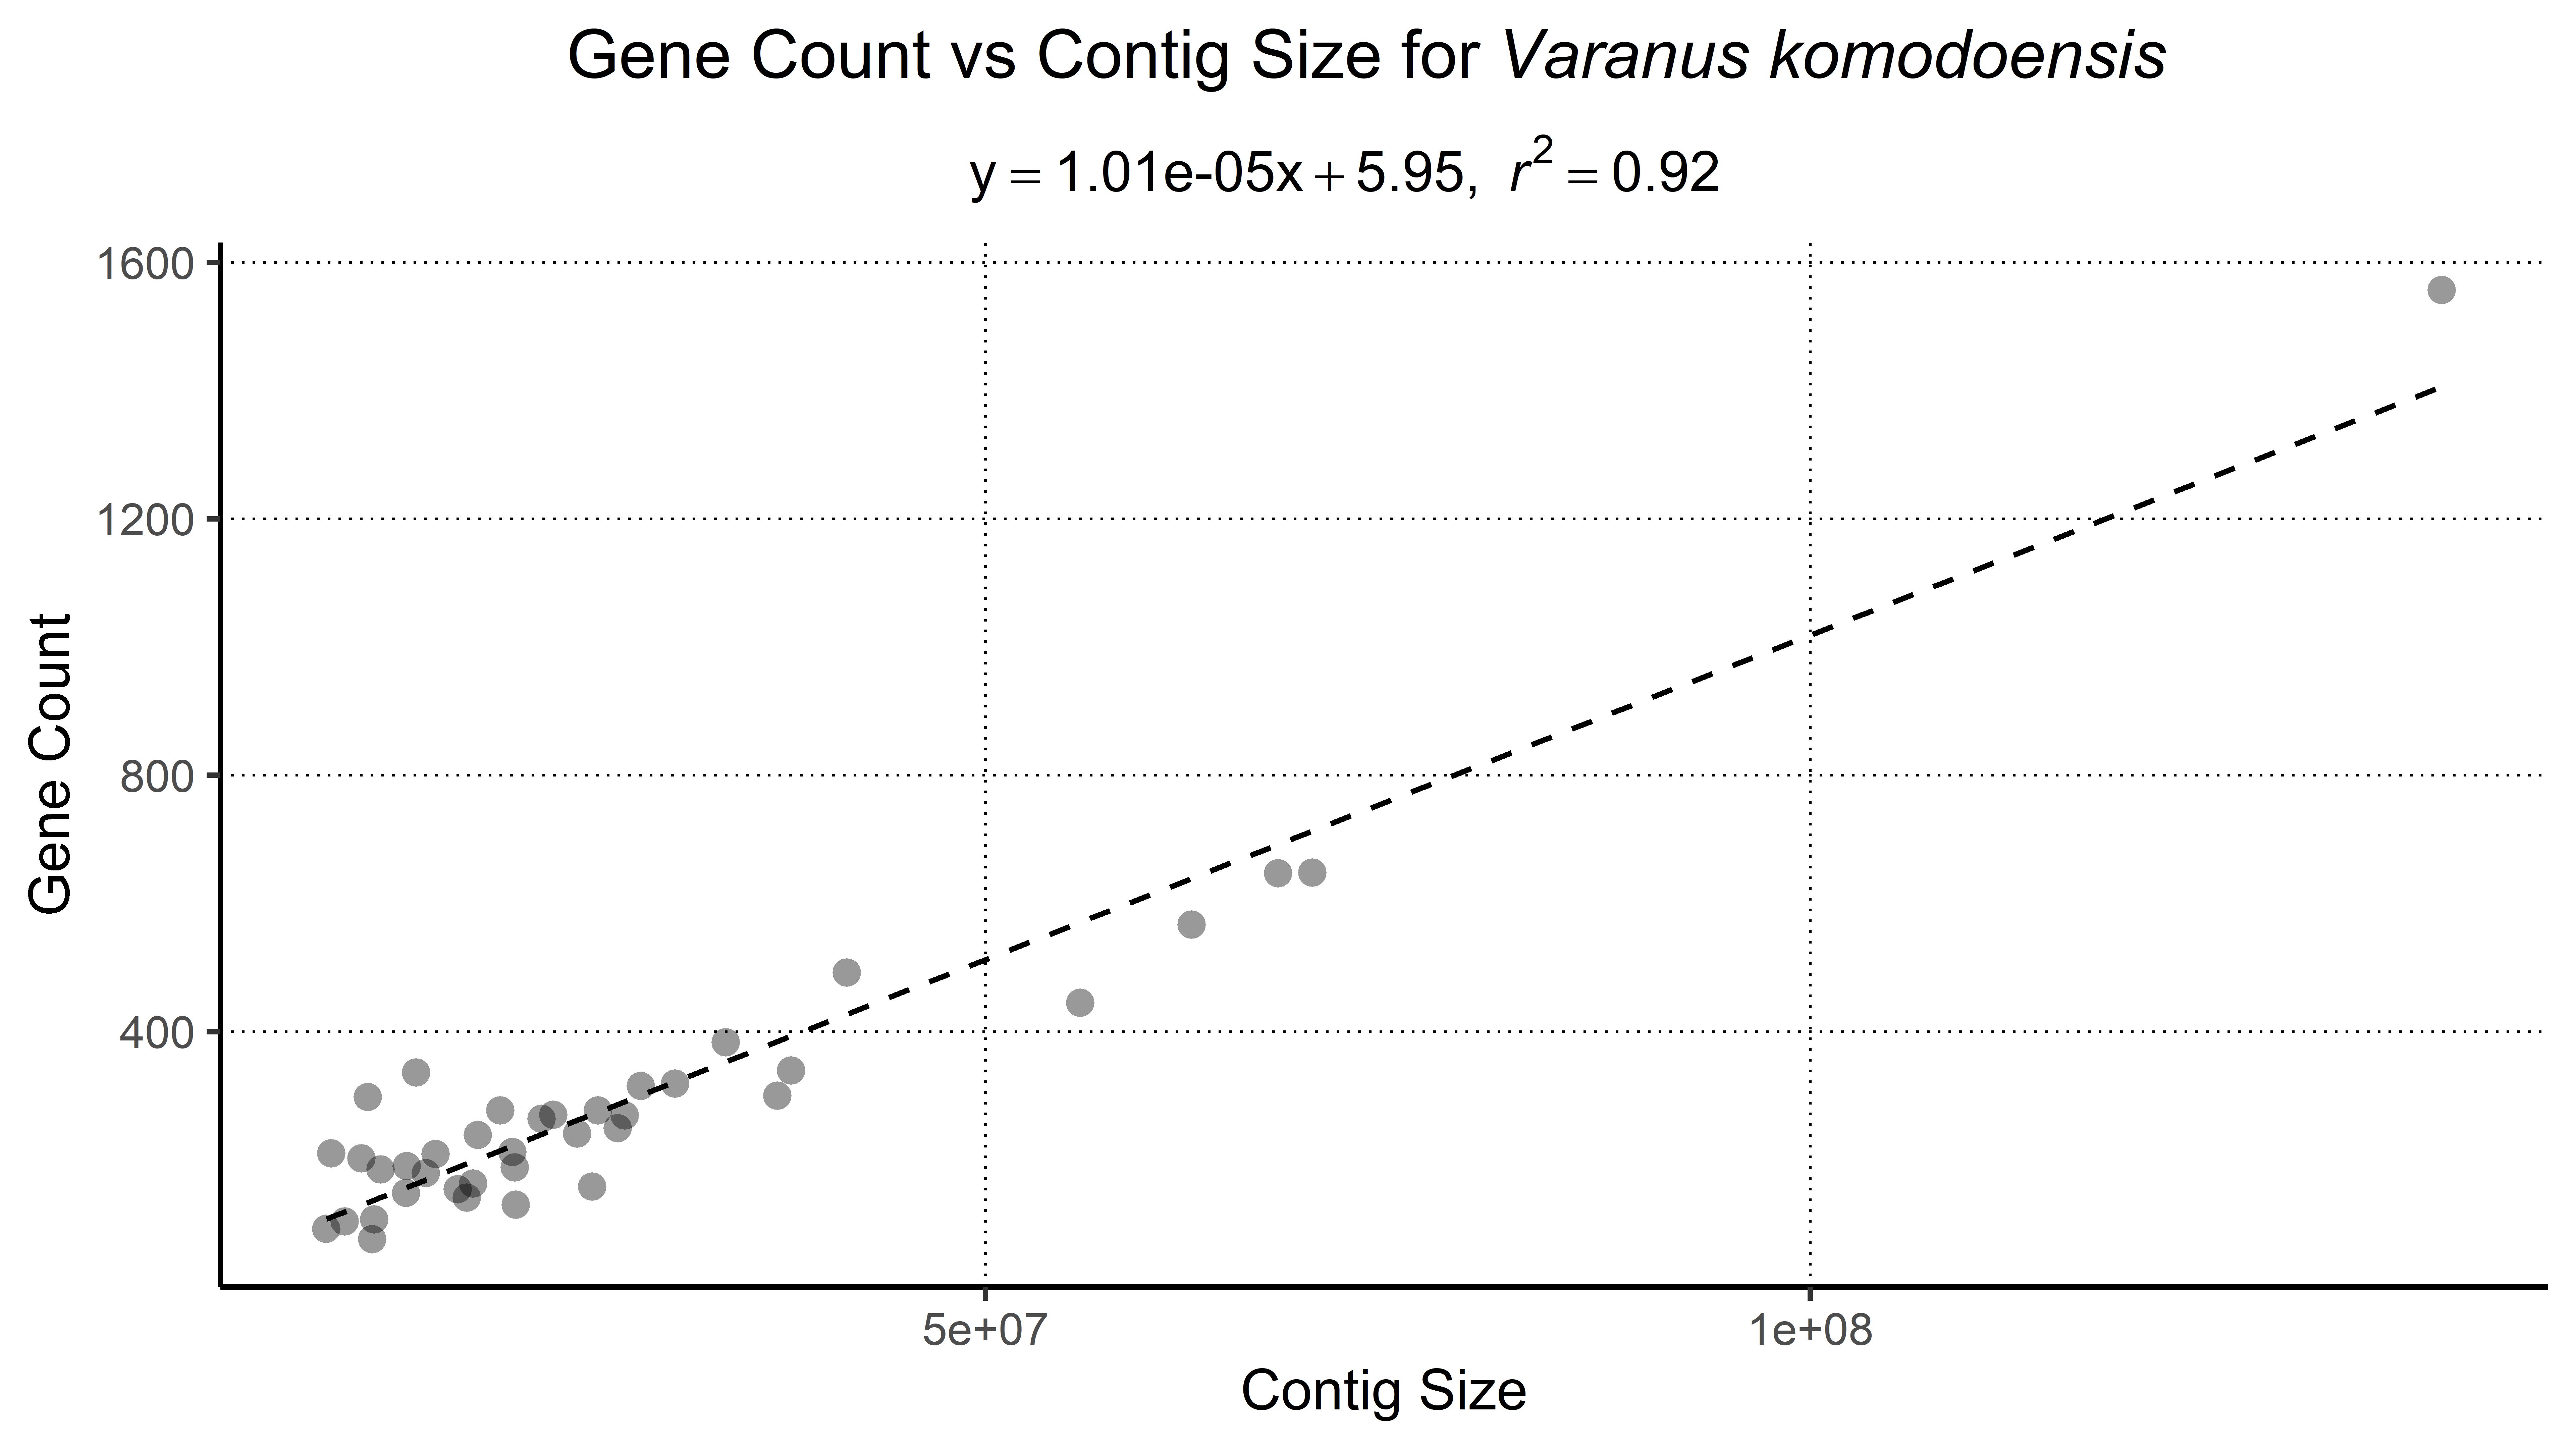 Gene Count vs Contig Size for Varanus komodoensis
y = 1.01e-05x + 5.95, r² = 0.92
1600
1200
800
400
Gene Count
5e+07
1e+08
Contig Size